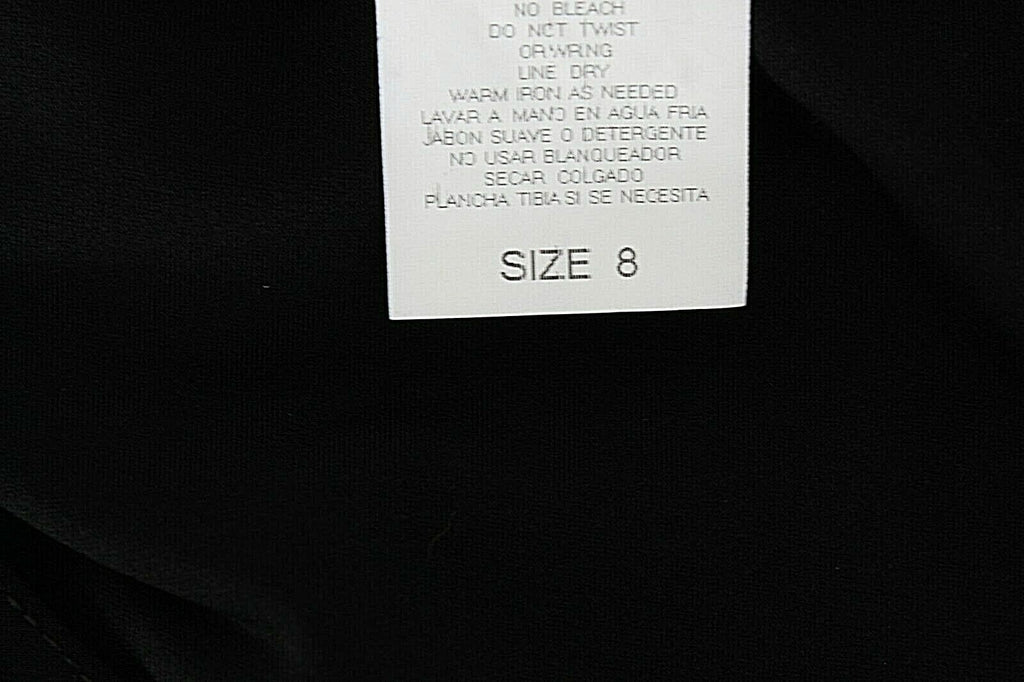 NO BLEACH
DO NOT TWIST
OR WRING
LINE DRY
WARM IRON AS NEEDED
LAVAR A MANO EN AGUA FRIA
JABON SUAVE O DETERGENTE
NO USAR BLANQUEADOR
SECAR COLGADO
PLANCHA TIBIA SI SE NECESITA
SIZE 8